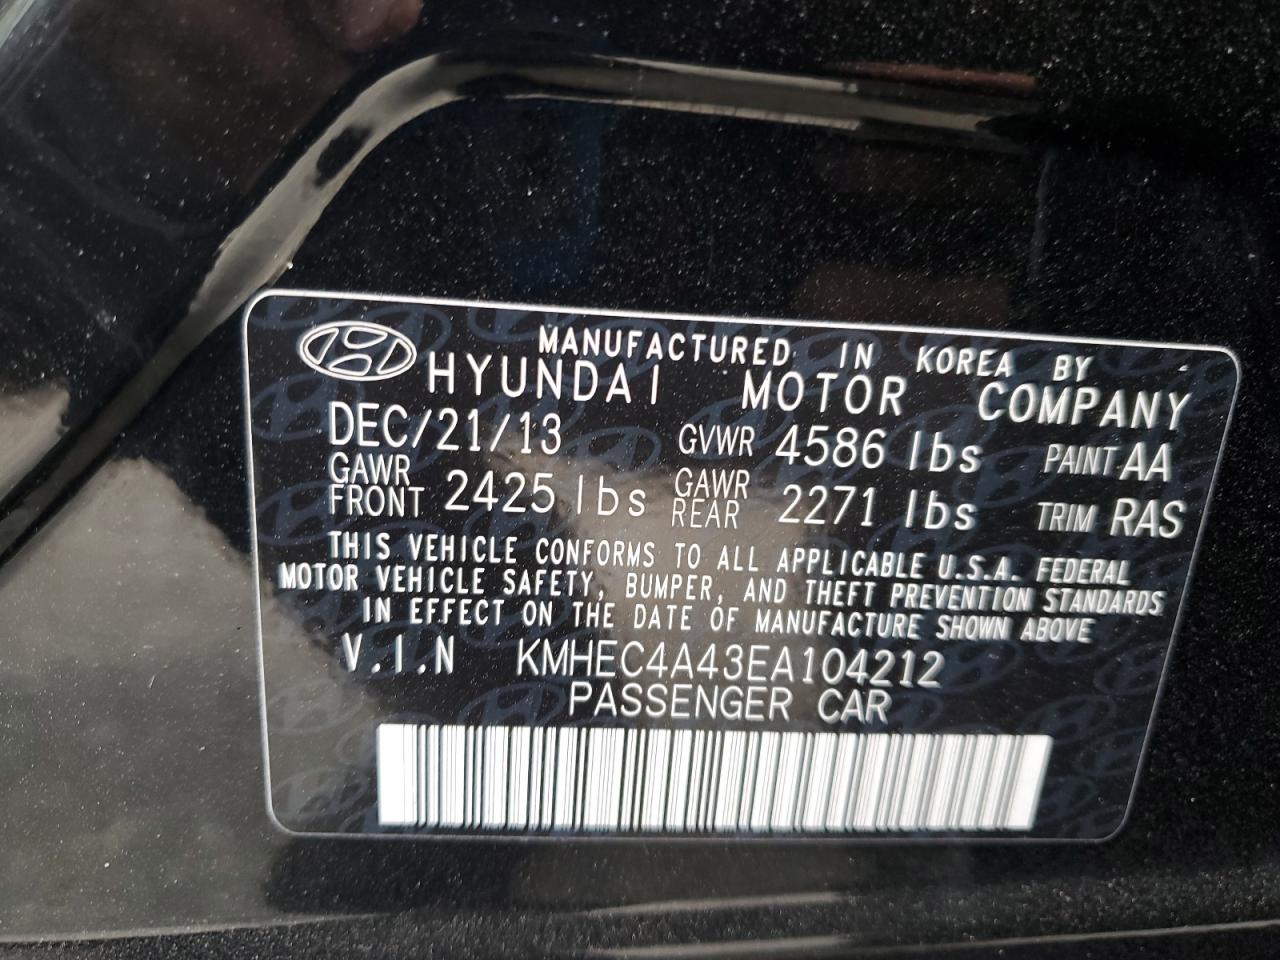 MANUFACTURED IN KOREA BY
HYUNDAI MOTOR COMPANY
DEC/21/13 GVWR 4586 lbs PAINT AA
GAWR FRONT 2425 lbs GAWR REAR 2271 lbs TRIM RAS
THIS VEHICLE CONFORMS TO ALL APPLICABLE U.S.A. FEDERAL
MOTOR VEHICLE SAFETY, BUMPER, AND THEFT PREVENTION STANDARDS
IN EFFECT ON THE DATE OF MANUFACTURE SHOWN ABOVE
V.I.N KMHEC4A43EA104212
PASSENGER CAR